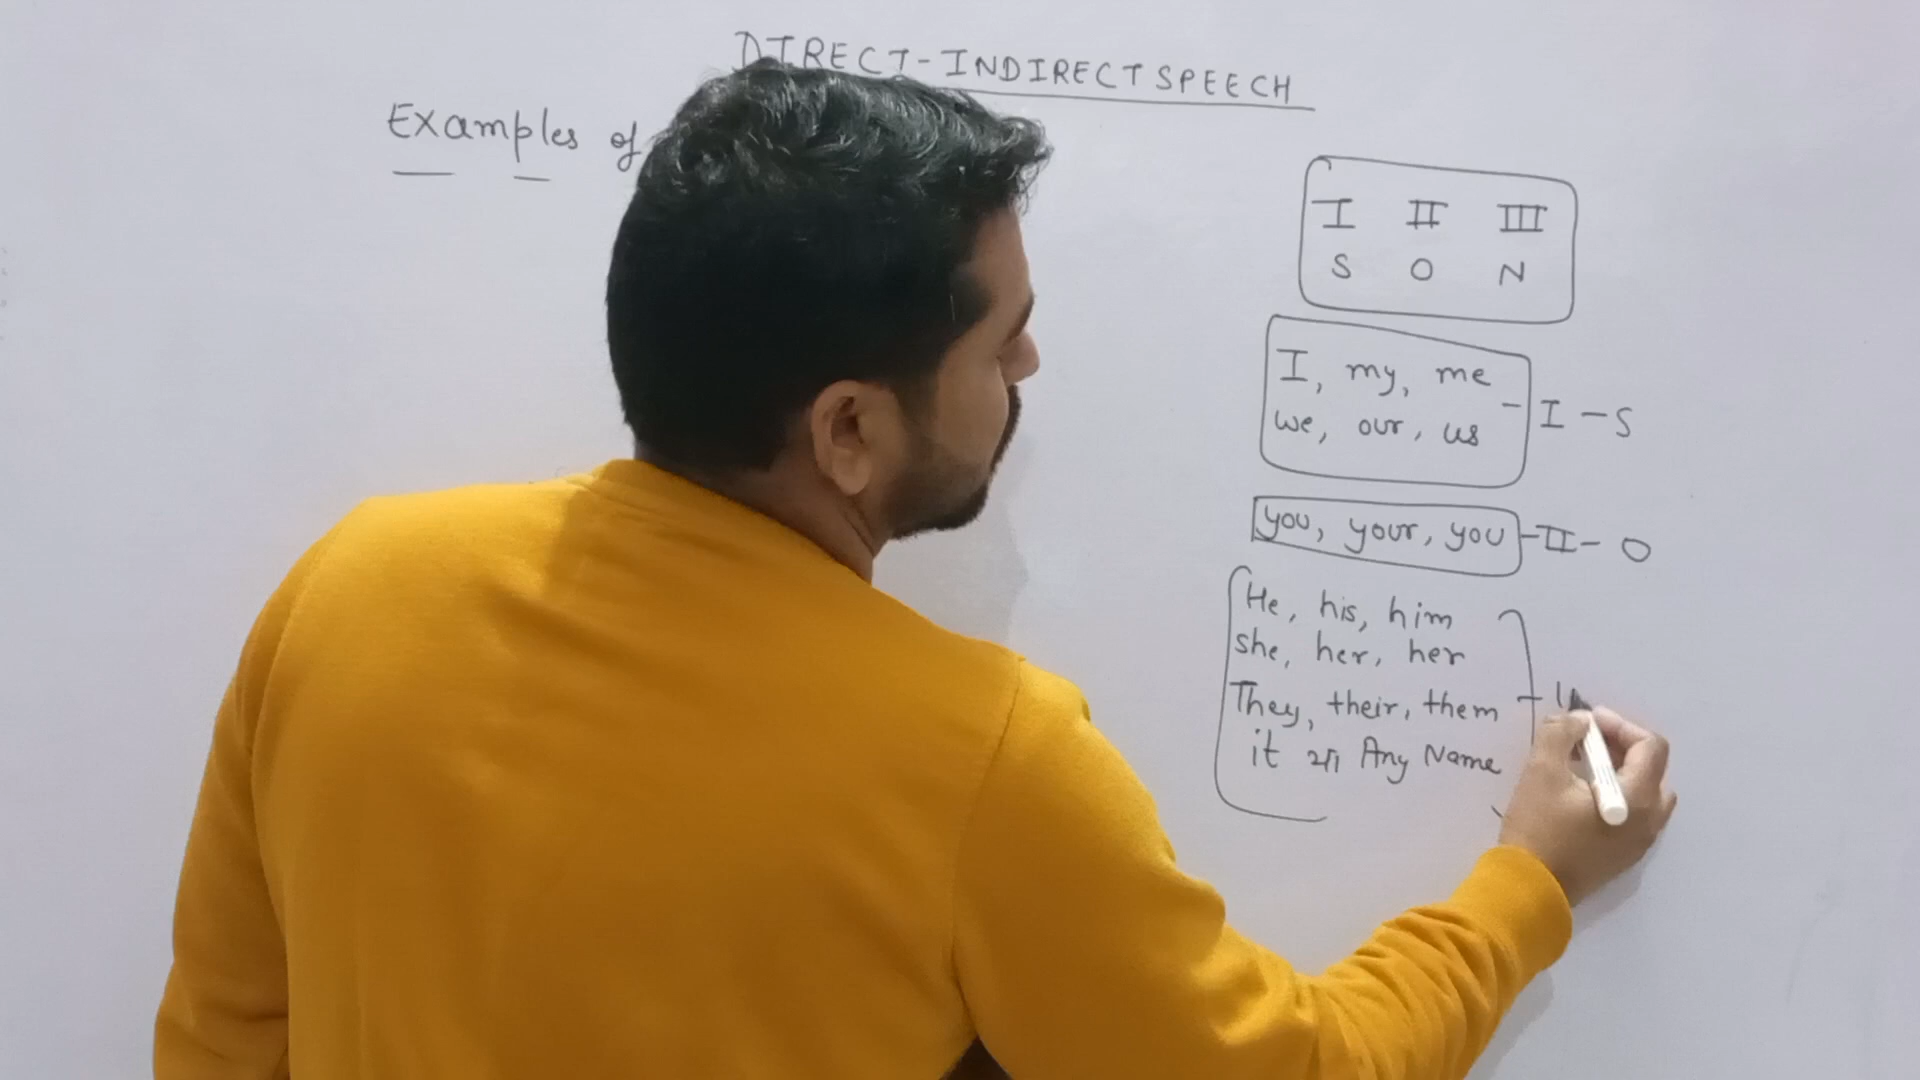 DIRECT-INDIRECT SPEECH
Examples of
I II III
S O N
I, my, me
we, our, us
- I - S
you, your, you - II - O
He, his, him
she, her, her
They, their, them -
it या Any Name